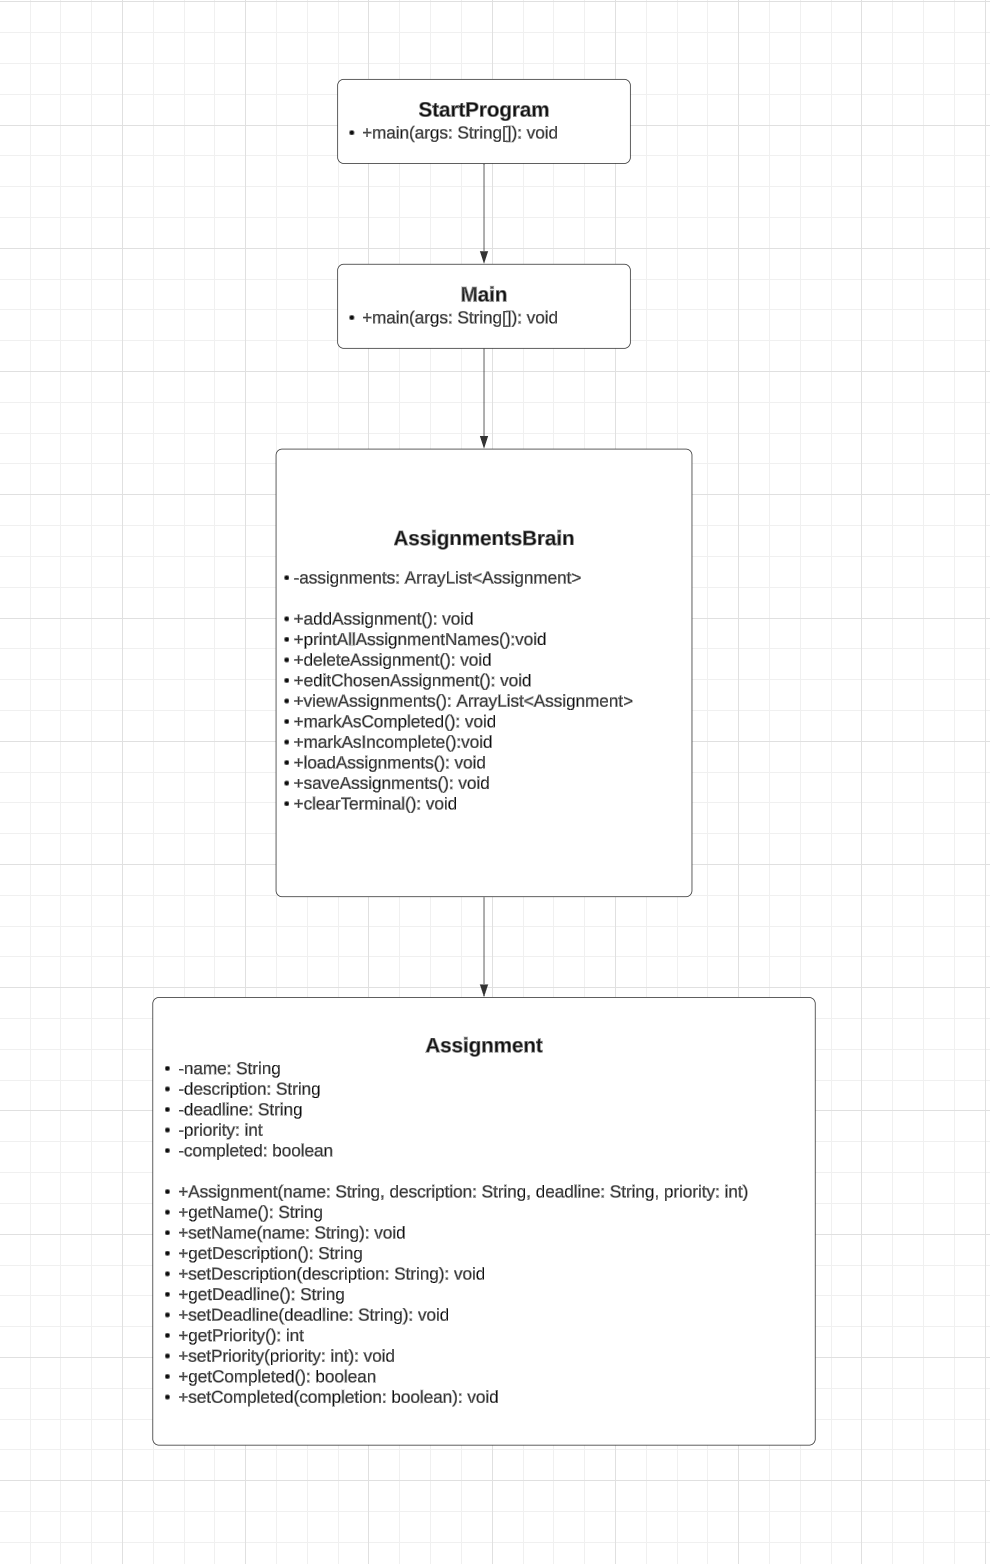 StartProgram
• +main(args: String[]): void
Main
• +main(args: String[]): void
AssignmentsBrain
• -assignments: ArrayList<Assignment>
• +addAssignment(): void
• +printAllAssignmentNames():void
• +deleteAssignment(): void
• +editChosenAssignment(): void
• +viewAssignments(): ArrayList<Assignment>
• +markAsCompleted(): void
• +markAsIncomplete():void
• +loadAssignments(): void
• +saveAssignments(): void
• +clearTerminal(): void
Assignment
• -name: String
• -description: String
• -deadline: String
• -priority: int
• -completed: boolean
• +Assignment(name: String, description: String, deadline: String, priority: int)
• +getName(): String
• +setName(name: String): void
• +getDescription(): String
• +setDescription(description: String): void
• +getDeadline(): String
• +setDeadline(deadline: String): void
• +getPriority(): int
• +setPriority(priority: int): void
• +getCompleted(): boolean
• +setCompleted(completion: boolean): void